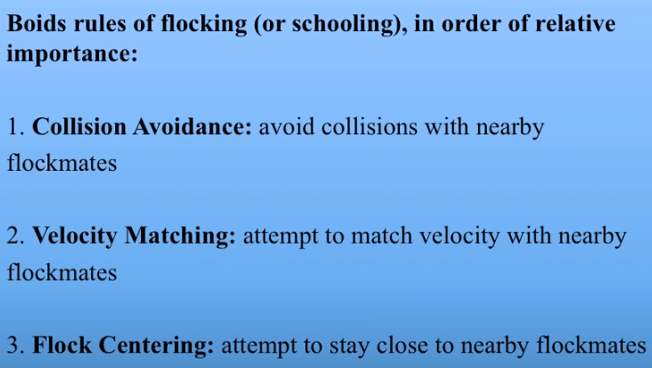 Boids rules of flocking (or schooling), in order of relative
importance:
1. Collision Avoidance: avoid collisions with nearby
flockmates
2. Velocity Matching: attempt to match velocity with nearby
flockmates
3. Flock Centering: attempt to stay close to nearby flockmates